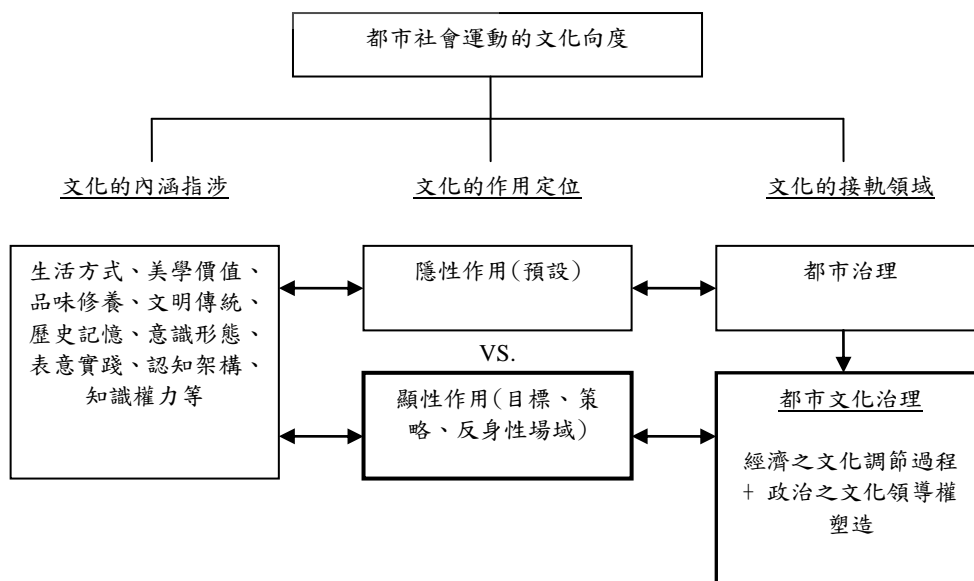 都市社會運動的文化向度
文化的內涵指涉
文化的作用定位
文化的接軌領域
生活方式、美學價值、
品味修養、文明傳統、
歷史記憶、意識形態、
表意實踐、認知架構、
知識權力等
隱性作用(預設)
都市治理
VS.
顯性作用(目標、策
略、反身性場域)
都市文化治理
經濟之文化調節過程
+ 政治之文化領導權
塑造